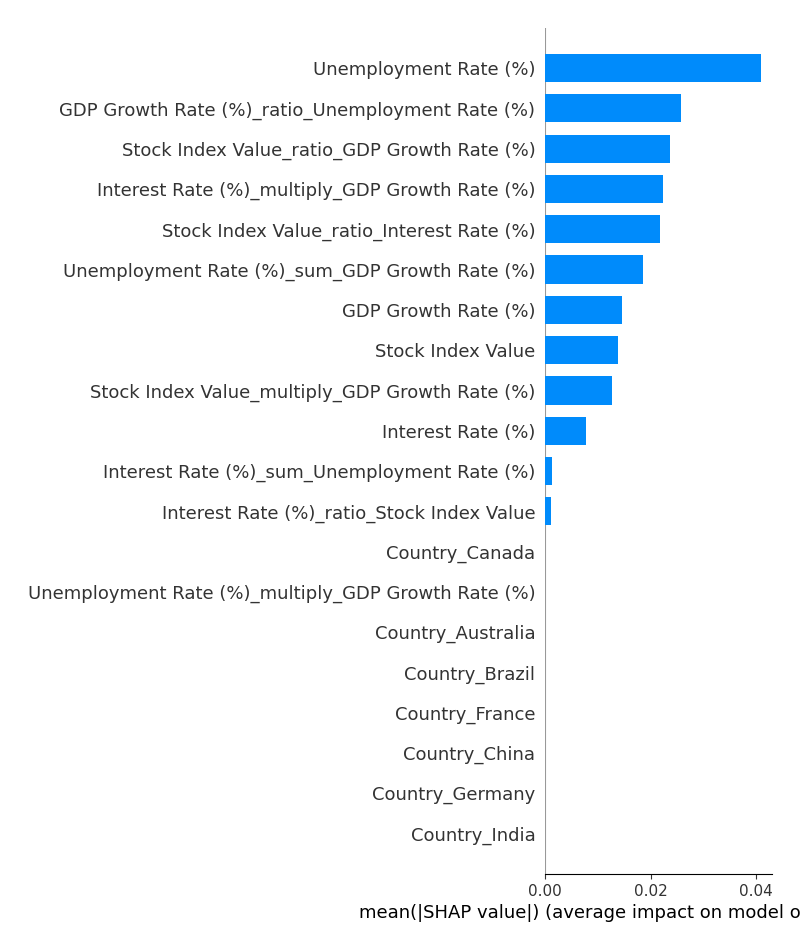 Unemployment Rate (%)
GDP Growth Rate (%)_ratio_Unemployment Rate (%)
Stock Index Value_ratio_GDP Growth Rate (%)
Interest Rate (%)_multiply_GDP Growth Rate (%)
Stock Index Value_ratio_Interest Rate (%)
Unemployment Rate (%)_sum_GDP Growth Rate (%)
GDP Growth Rate (%)
Stock Index Value
Stock Index Value_multiply_GDP Growth Rate (%)
Interest Rate (%)
Interest Rate (%)_sum_Unemployment Rate (%)
Interest Rate (%)_ratio_Stock Index Value
Country_Canada
Unemployment Rate (%)_multiply_GDP Growth Rate (%)
Country_Australia
Country_Brazil
Country_France
Country_China
Country_Germany
Country_India
0.00 0.02 0.04
mean(|SHAP value|) (average impact on model o